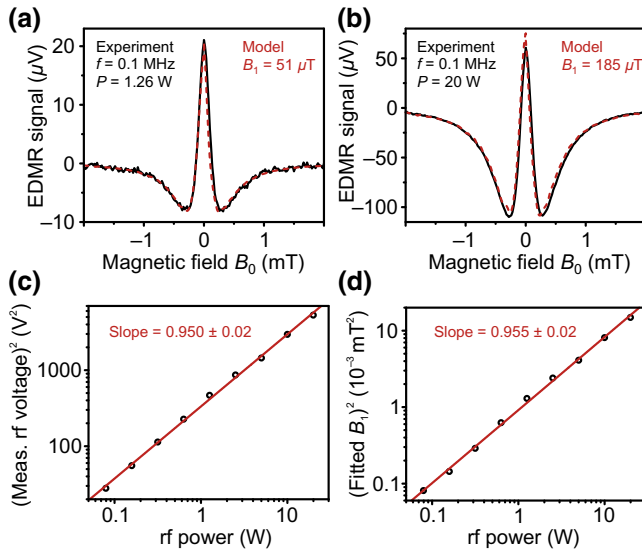 (a)
EDMR signal (µV)
20
10
0
–10
Experiment
f = 0.1 MHz
P = 1.26 W
Model
B₁ = 51 µT
–1 0 1
Magnetic field B₀ (mT)
(b)
EDMR signal (µV)
50
0
–50
–100
Experiment
f = 0.1 MHz
P = 20 W
Model
B₁ = 185 µT
–1 0 1
Magnetic field B₀ (mT)
(c)
(Meas. rf voltage)² (V²)
1000
100
Slope = 0.950 ± 0.02
0.1 1 10
rf power (W)
(d)
(Fitted B₁)² (10⁻³ mT²)
10
1
0.1
Slope = 0.955 ± 0.02
0.1 1 10
rf power (W)